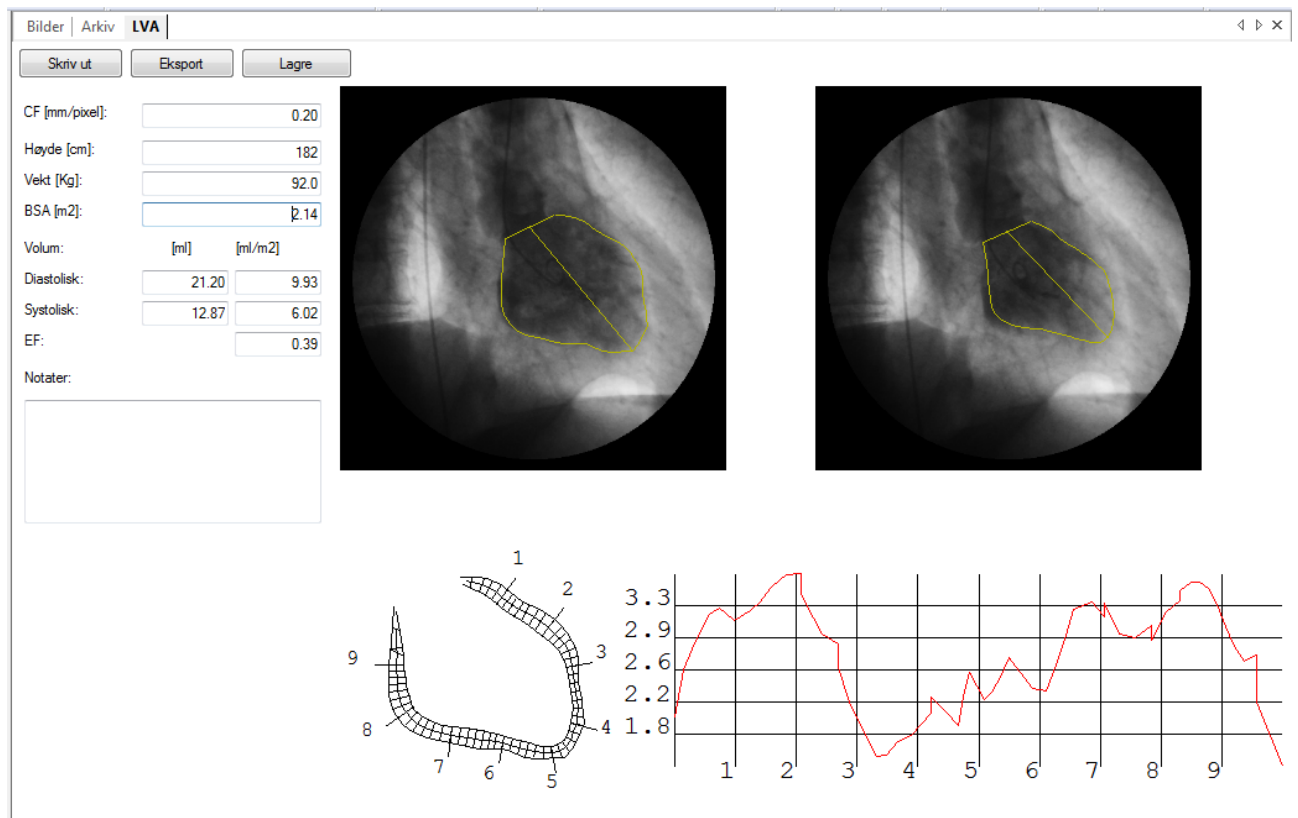 Bilder Arkiv LVA
Skriv ut Eksport Lagre
CF [mm/pixel]: 0.20
Høyde [cm]: 182
Vekt [Kg]: 92.0
BSA [m2]: 2.14
Volum: [ml] [ml/m2]
Diastolisk: 21.20 9.93
Systolisk: 12.87 6.02
EF: 0.39
Notater:
1
2
3
4
5
6
7
8
9
3.3
2.9
2.6
2.2
1.8
1 2 3 4 5 6 7 8 9